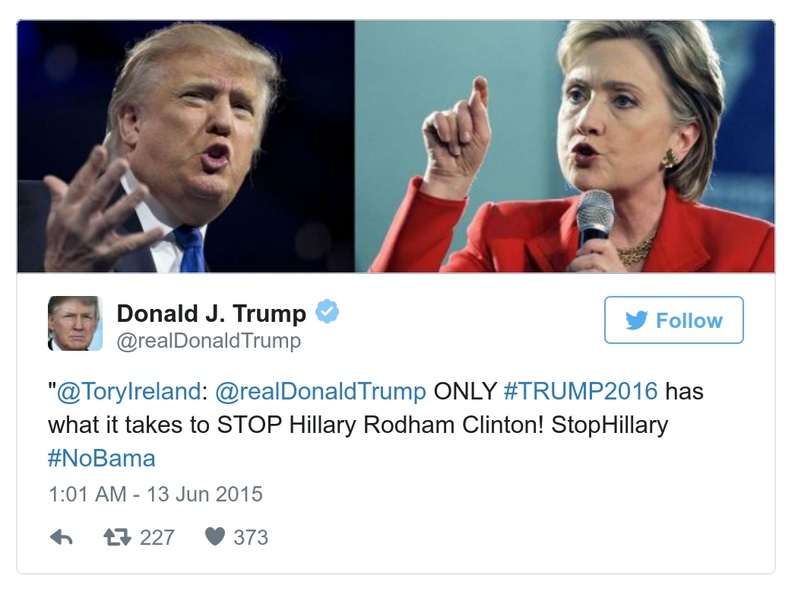 Donald J. Trump
@realDonaldTrump
Follow
"@ToryIreland: @realDonaldTrump ONLY #TRUMP2016 has
what it takes to STOP Hillary Rodham Clinton! StopHillary
#NoBama
1:01 AM - 13 Jun 2015
227 373